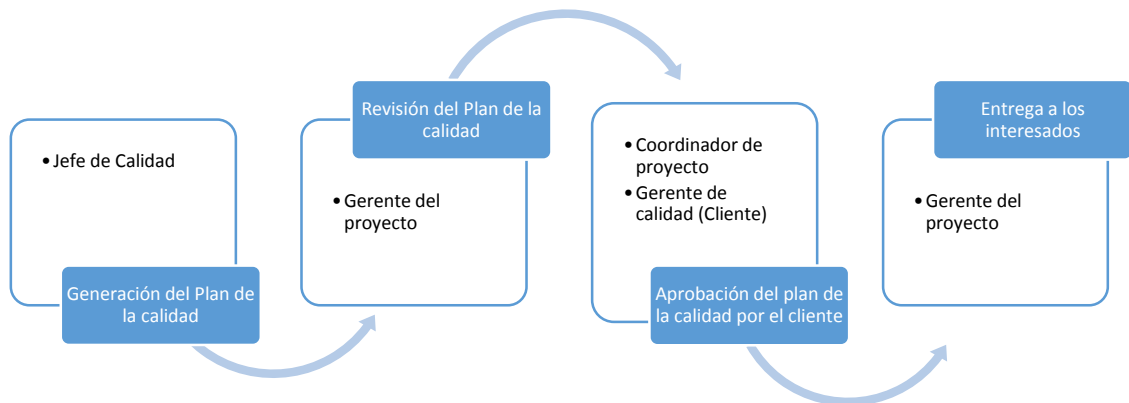 • Jefe de Calidad
Generación del Plan de
la calidad
Revisión del Plan de la
calidad
• Gerente del
proyecto
• Coordinador de
proyecto
• Gerente de
calidad (Cliente)
Aprobación del plan de
la calidad por el cliente
Entrega a los
interesados
• Gerente del
proyecto